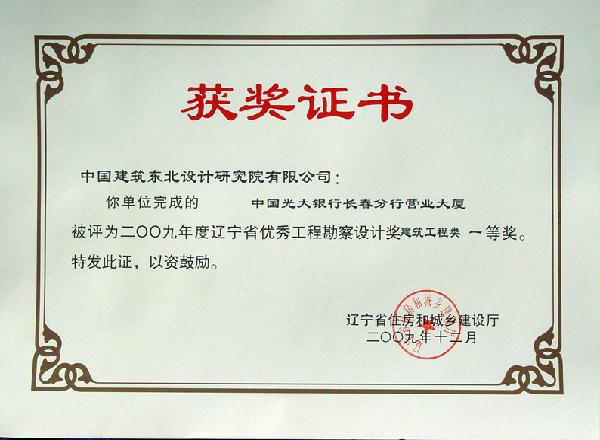 获奖证书
中国建筑东北设计研究院有限公司：
你单位完成的 中国光大银行长春分行营业大厦
被评为二〇〇九年度辽宁省优秀工程勘察设计奖建筑工程类一等奖。
特发此证，以资鼓励。
辽宁省住房和城乡建设厅
二〇〇九年十二月